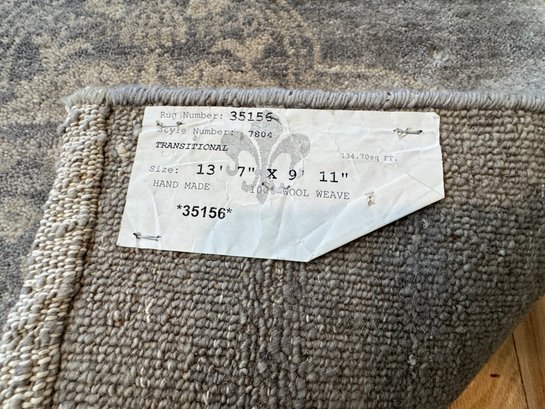 Rug Number: 35156
Style Number: 7804
TRANSITIONAL 134.70sq FT.
Size: 13' 7" X 9' 11"
HAND MADE 100% WOOL WEAVE
*35156*